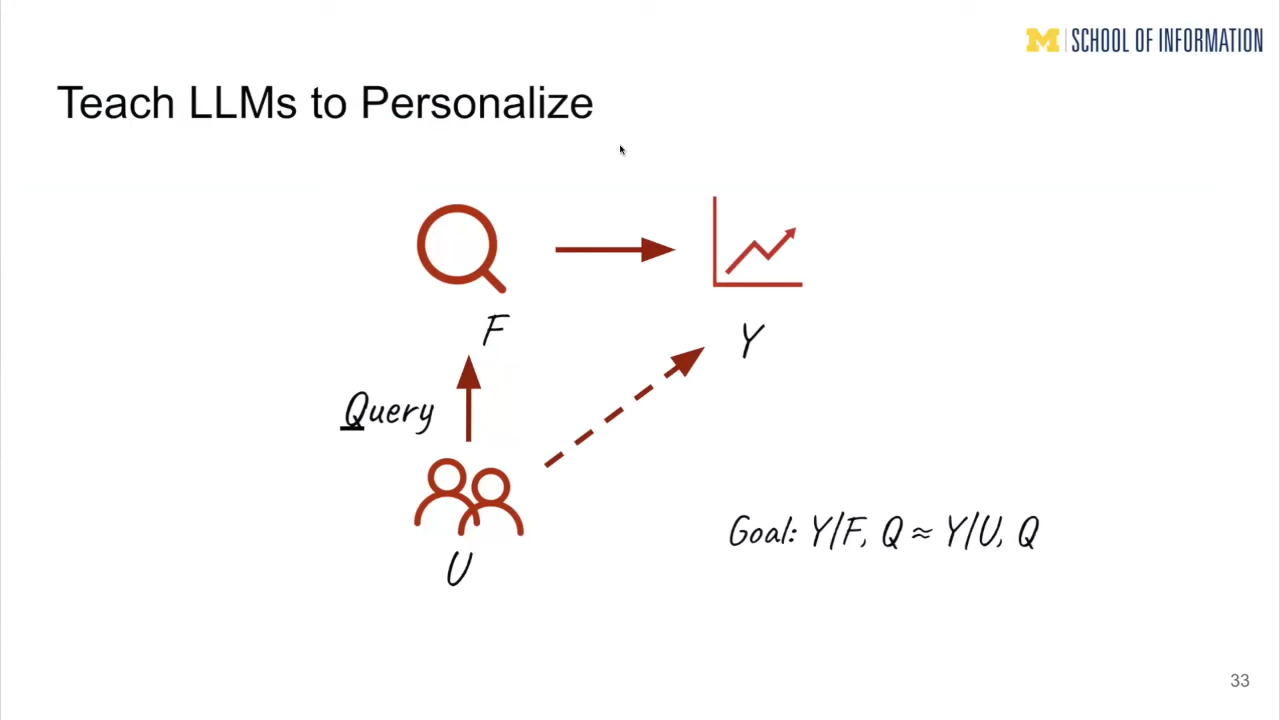 M | SCHOOL OF INFORMATION
Teach LLMs to Personalize
F
Y
Query
Goal: Y/F, Q ≈ Y/U, Q
U
33